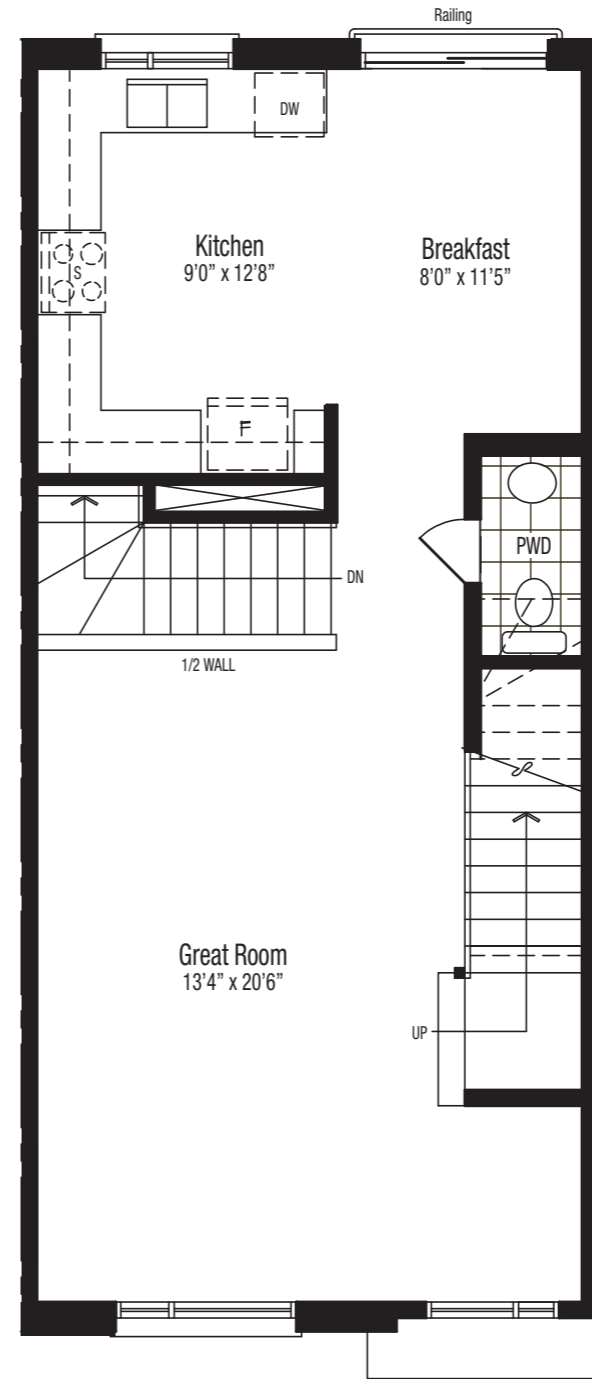 Railing
DW
Kitchen
9'0” x 12’8”
Breakfast
8’0” x 11’5”
S
F
PWD
DN
1/2 WALL
Great Room
13’4” x 20’6”
UP